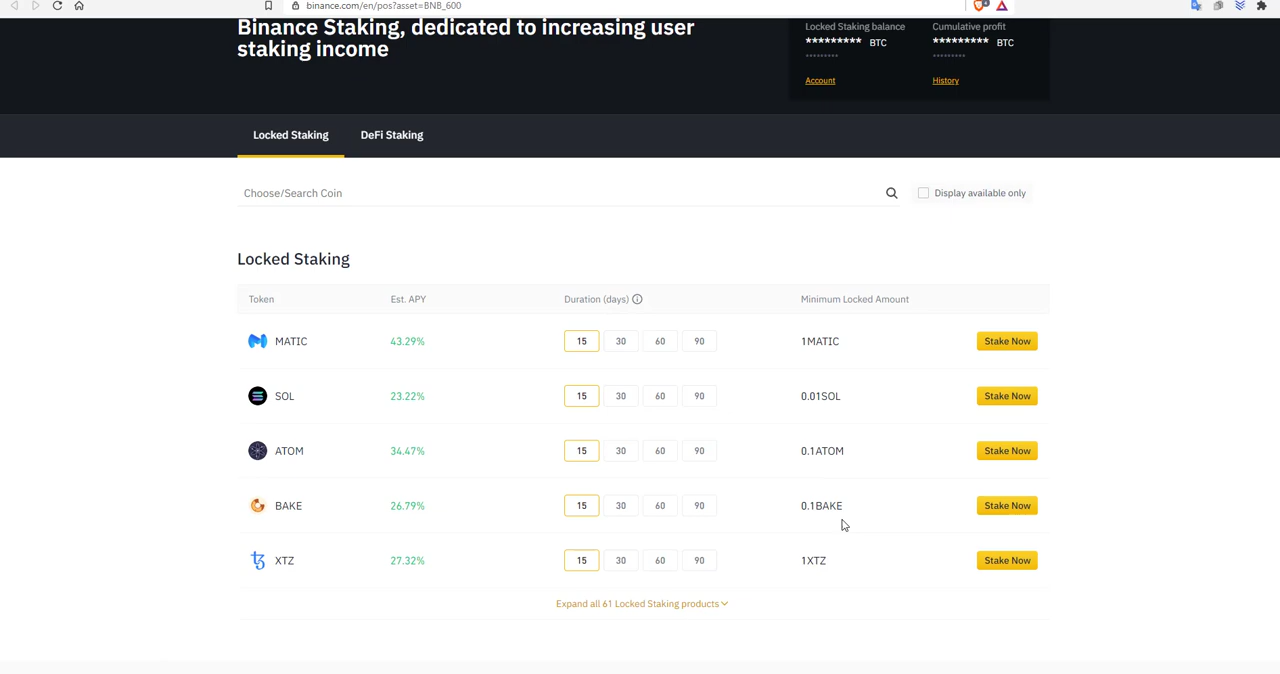 binance.com/en/pos?asset=BNB_600
Binance Staking, dedicated to increasing user
staking income
Locked Staking balance
********* BTC
Account
Cumulative profit
********* BTC
History
Locked Staking
DeFi Staking
Choose/Search Coin
Display available only
Locked Staking
Token Est. APY Duration (days) Minimum Locked Amount
MATIC 43.29% 15 30 60 90 1MATIC Stake Now
SOL 23.22% 15 30 60 90 0.01SOL Stake Now
ATOM 34.47% 15 30 60 90 0.1ATOM Stake Now
BAKE 26.79% 15 30 60 90 0.1BAKE Stake Now
XTZ 27.32% 15 30 60 90 1XTZ Stake Now
Expand all 61 Locked Staking products